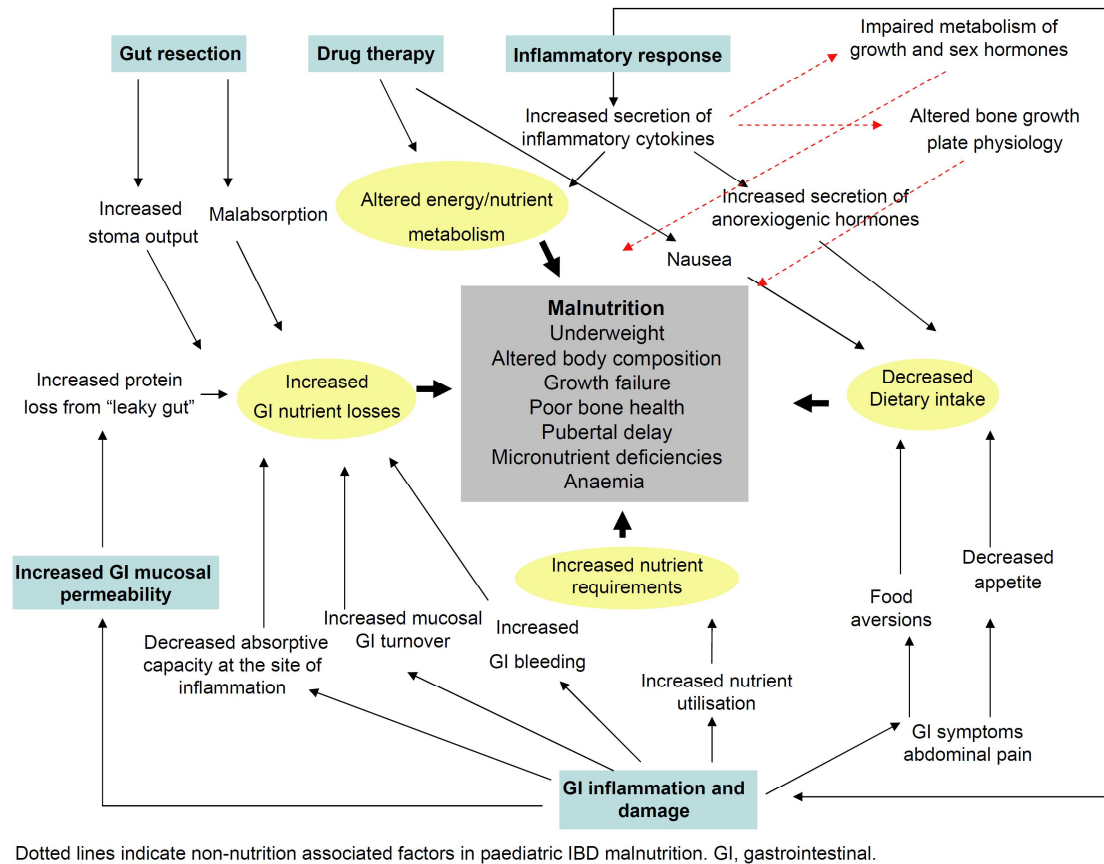 Gut resection
Drug therapy
Inflammatory response
Impaired metabolism of
growth and sex hormones
Increased secretion of
inflammatory cytokines
Altered bone growth
plate physiology
Altered energy/nutrient
metabolism
Increased secretion of
anorexiogenic hormones
Increased
stoma output
Malabsorption
Nausea
Malnutrition
Underweight
Altered body composition
Growth failure
Poor bone health
Pubertal delay
Micronutrient deficiencies
Anaemia
Increased protein
loss from “leaky gut”
Increased
GI nutrient losses
Decreased
Dietary intake
Increased GI mucosal
permeability
Increased nutrient
requirements
Decreased
appetite
Food
aversions
Decreased absorptive
capacity at the site of
inflammation
Increased mucosal
GI turnover
Increased
GI bleeding
Increased nutrient
utilisation
GI symptoms
abdominal pain
GI inflammation and
damage
Dotted lines indicate non-nutrition associated factors in paediatric IBD malnutrition. GI, gastrointestinal.